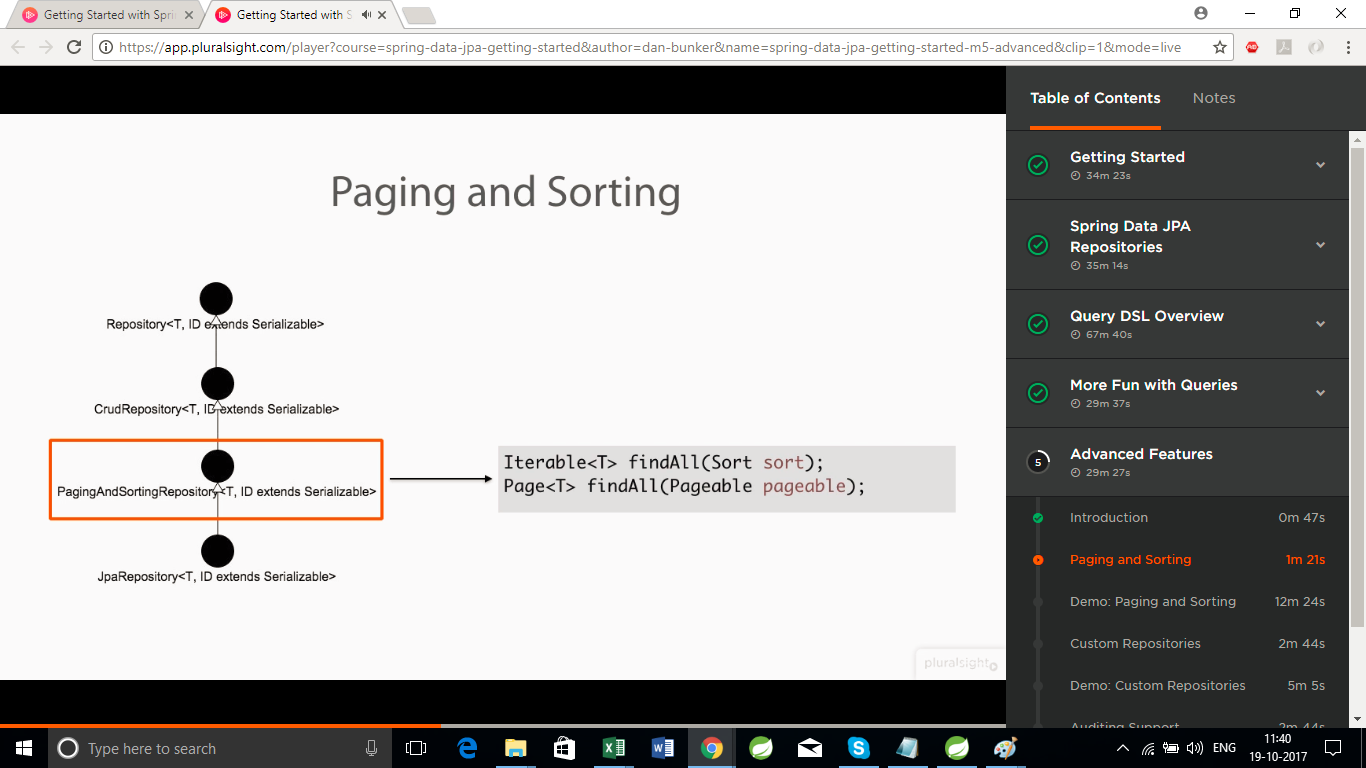 Getting Started with Spri
Getting Started with S
https://app.pluralsight.com/player?course=spring-data-jpa-getting-started&author=dan-bunker&name=spring-data-jpa-getting-started-m5-advanced&clip=1&mode=live
Paging and Sorting
Repository<T, ID extends Serializable>
CrudRepository<T, ID extends Serializable>
PagingAndSortingRepository<T, ID extends Serializable>
JpaRepository<T, ID extends Serializable>
Iterable<T> findAll(Sort sort);
Page<T> findAll(Pageable pageable);
pluralsight
Table of Contents
Notes
Getting Started
34m 23s
Spring Data JPA
Repositories
35m 14s
Query DSL Overview
67m 40s
More Fun with Queries
29m 37s
5
Advanced Features
29m 27s
Introduction 0m 47s
Paging and Sorting 1m 21s
Demo: Paging and Sorting 12m 24s
Custom Repositories 2m 44s
Demo: Custom Repositories 5m 5s
Auditing Support 2m 44s
Type here to search
ENG
11:40
19-10-2017